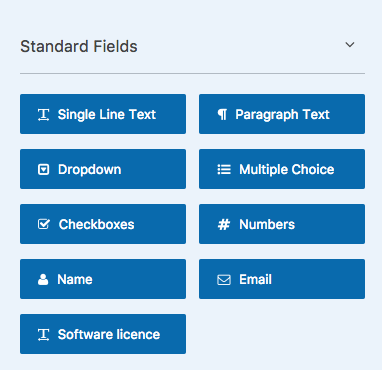 Standard Fields
Single Line Text
Paragraph Text
Dropdown
Multiple Choice
Checkboxes
# Numbers
Name
Email
Software licence